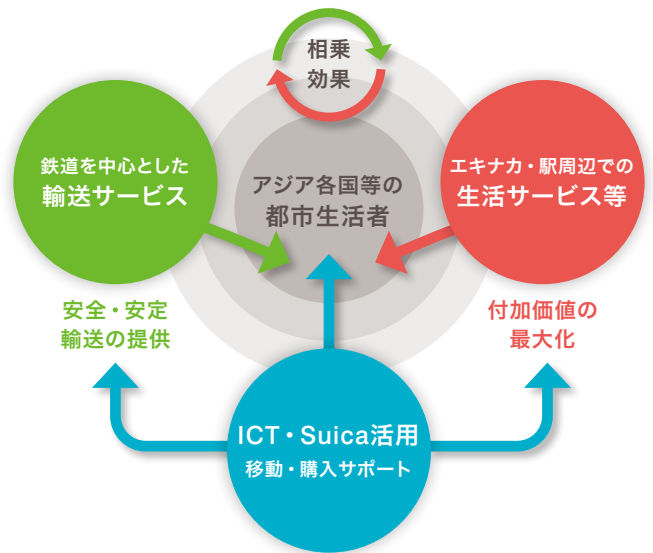 相乗
効果
鉄道を中心とした
輸送サービス
アジア各国等の
都市生活者
エキナカ・駅周辺での
生活サービス等
安全・安定
輸送の提供
付加価値の
最大化
ICT・Suica活用
移動・購入サポート